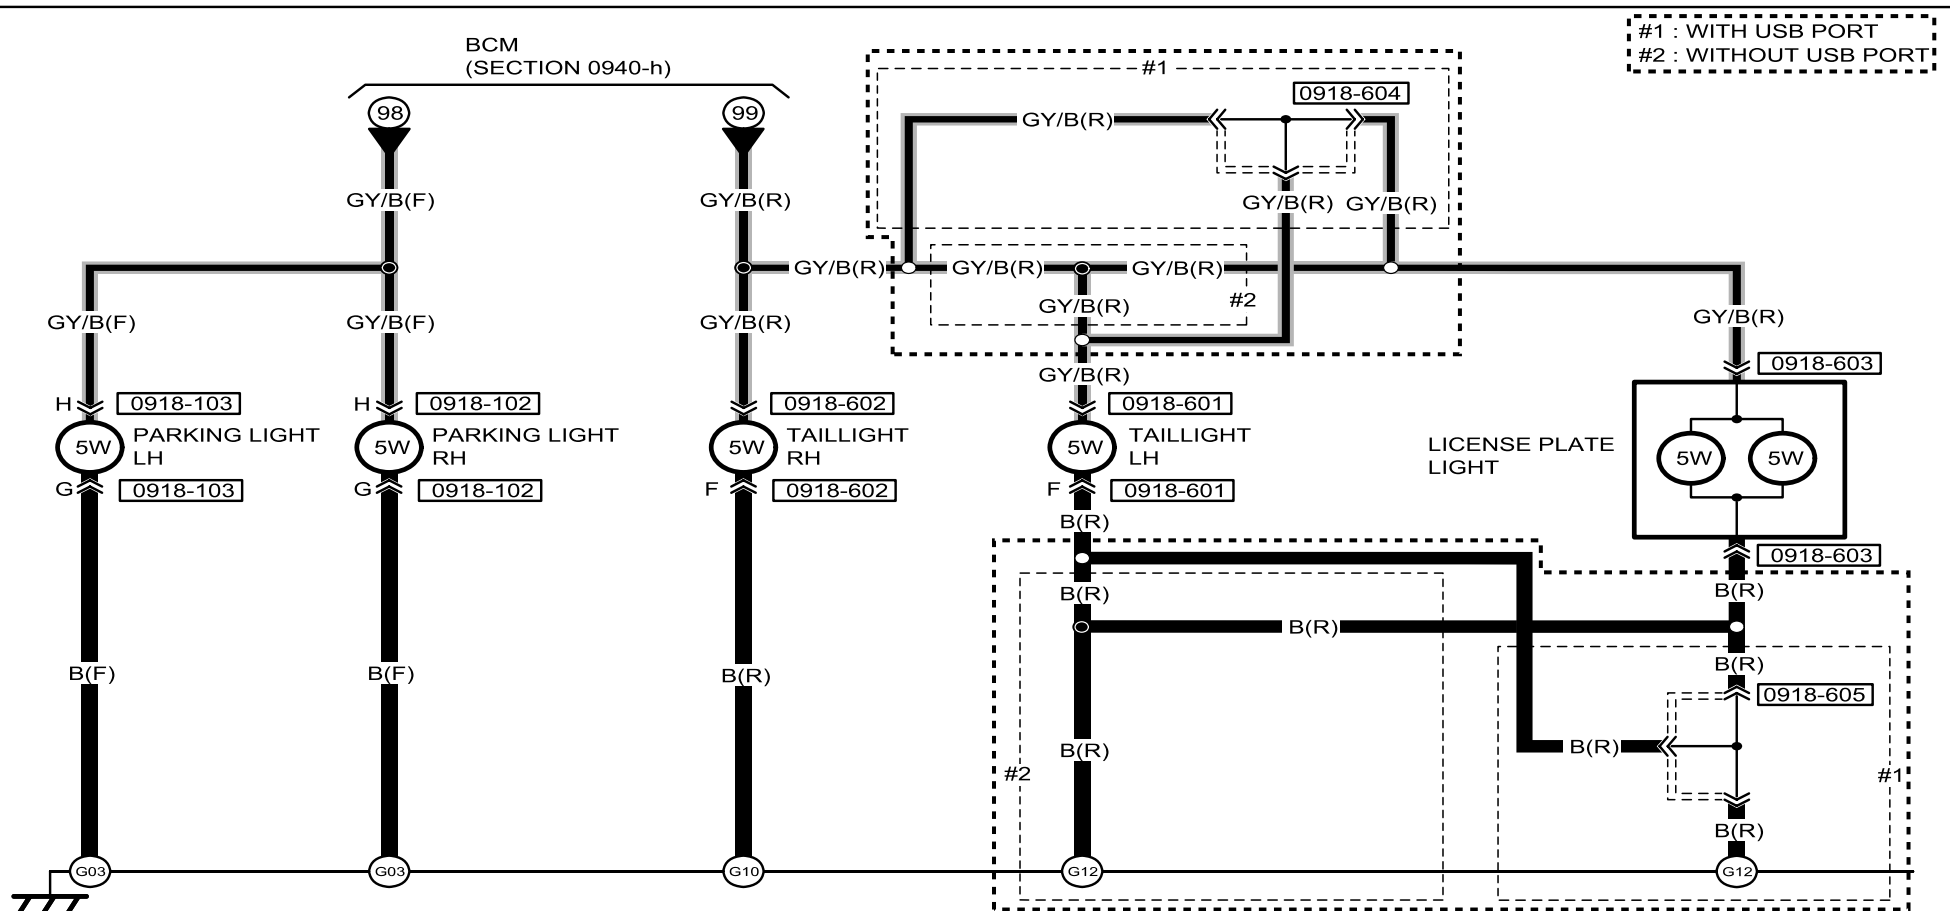 #1 : WITH USB PORT
#2 : WITHOUT USB PORT
BCM
(SECTION 0940-h)
98
99
#1
0918-604
GY/B(R)
GY/B(F)
GY/B(R)
GY/B(R)
GY/B(R)
GY/B(R)
GY/B(R)
GY/B(R)
#2
GY/B(R)
GY/B(F)
GY/B(F)
GY/B(R)
GY/B(R)
GY/B(R)
0918-603
H
0918-103
H
0918-102
0918-602
0918-601
5W
PARKING LIGHT
LH
5W
PARKING LIGHT
RH
5W
TAILLIGHT
RH
5W
TAILLIGHT
LH
LICENSE PLATE
LIGHT
5W
5W
G
0918-103
G
0918-102
F
0918-602
F
0918-601
B(R)
0918-603
B(R)
B(R)
B(R)
B(F)
B(F)
B(R)
B(R)
0918-605
B(R)
B(R)
#2
#1
B(R)
G03
G03
G10
G12
G12